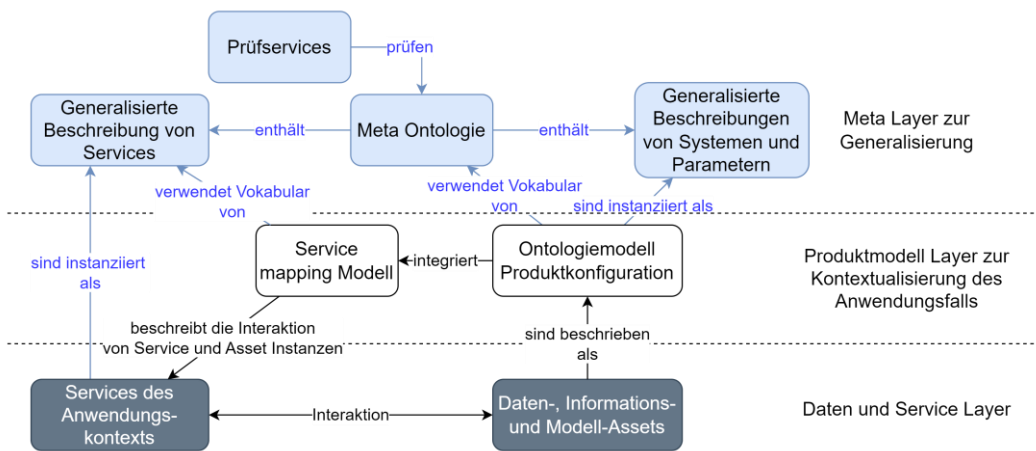 Prüfservices
prüfen
Generalisierte
Beschreibung von
Services
enthält
Meta Ontologie
enthält
Generalisierte
Beschreibungen
von Systemen und
Parametern
Meta Layer zur
Generalisierung
verwendet Vokabular
von
verwendet Vokabular
von
sind instanziiert als
sind instanziiert
als
Service
mapping Modell
integriert
Ontologiemodell
Produktkonfiguration
Produktmodell Layer zur
Kontextualisierung des
Anwendungsfalls
beschreibt die Interaktion
von Service und Asset Instanzen
sind beschrieben
als
Services des
Anwendungs-
kontexts
Interaktion
Daten-, Informations-
und Modell-Assets
Daten und Service Layer